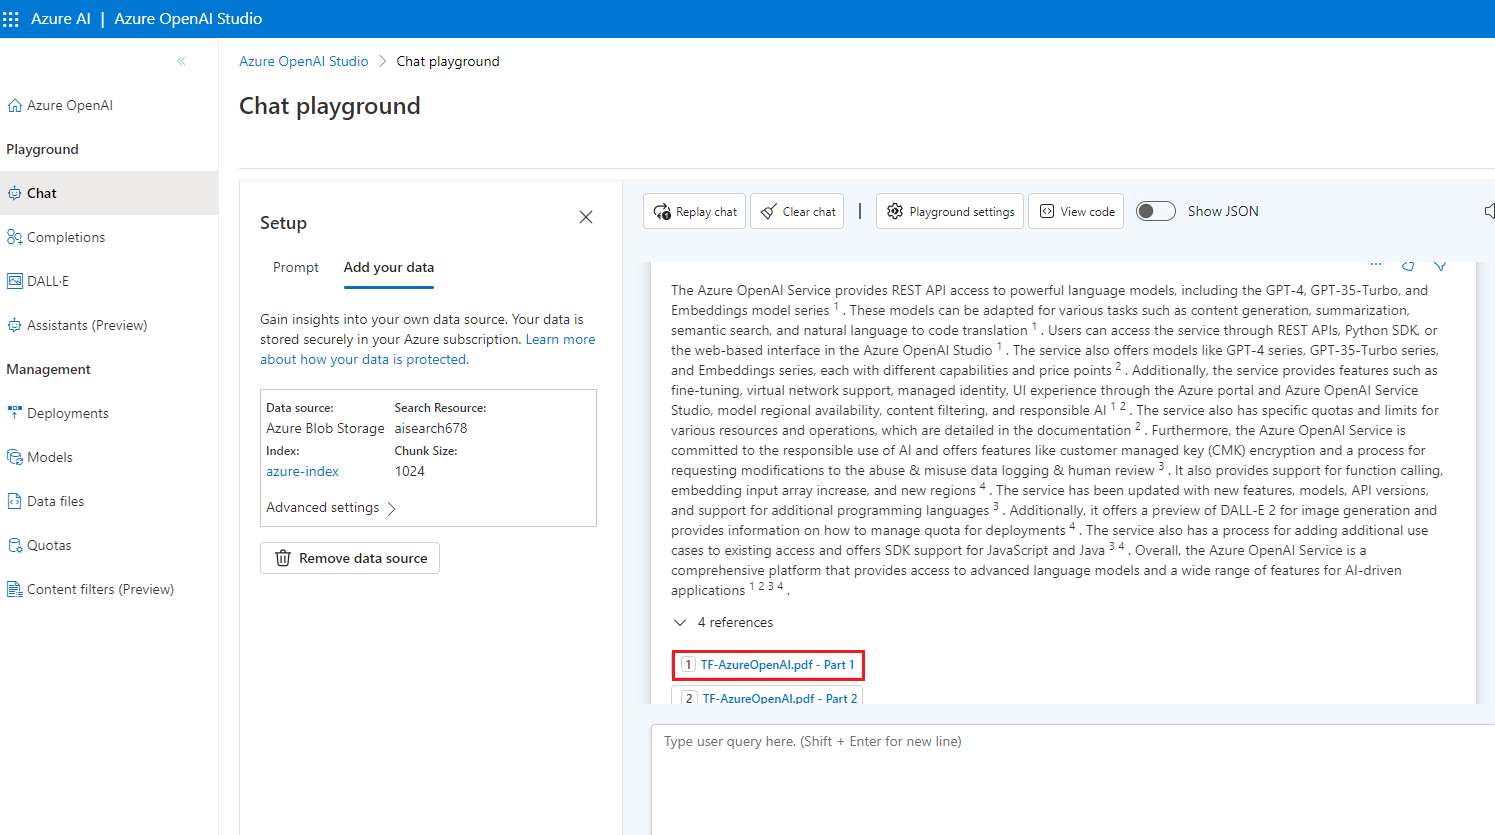 Azure AI | Azure OpenAI Studio
Azure OpenAI Studio > Chat playground
Chat playground
Azure OpenAI
Playground
Chat
Completions
DALL·E
Assistants (Preview)
Management
Deployments
Models
Data files
Quotas
Content filters (Preview)
Setup
Prompt Add your data
Gain insights into your own data source. Your data is
stored securely in your Azure subscription. Learn more
about how your data is protected.
Data source: Search Resource:
Azure Blob Storage aisearch678
Index: Chunk Size:
azure-index 1024
Advanced settings
Remove data source
Replay chat Clear chat | Playground settings View code Show JSON
The Azure OpenAI Service provides REST API access to powerful language models, including the GPT-4, GPT-35-Turbo, and
Embeddings model series 1 . These models can be adapted for various tasks such as content generation, summarization,
semantic search, and natural language to code translation 1 . Users can access the service through REST APIs, Python SDK, or
the web-based interface in the Azure OpenAI Studio 1 . The service also offers models like GPT-4 series, GPT-35-Turbo series,
and Embeddings series, each with different capabilities and price points 2 . Additionally, the service provides features such as
fine-tuning, virtual network support, managed identity, UI experience through the Azure portal and Azure OpenAI Service
Studio, model regional availability, content filtering, and responsible AI 1 2 . The service also has specific quotas and limits for
various resources and operations, which are detailed in the documentation 2 . Furthermore, the Azure OpenAI Service is
committed to the responsible use of AI and offers features like customer managed key (CMK) encryption and a process for
requesting modifications to the abuse & misuse data logging & human review 3 . It also provides support for function calling,
embedding input array increase, and new regions 4 . The service has been updated with new features, models, API versions,
and support for additional programming languages 3 . Additionally, it offers a preview of DALL-E 2 for image generation and
provides information on how to manage quota for deployments 4 . The service also has a process for adding additional use
cases to existing access and offers SDK support for JavaScript and Java 3 4 . Overall, the Azure OpenAI Service is a
comprehensive platform that provides access to advanced language models and a wide range of features for AI-driven
applications 1 2 3 4 .
4 references
1 TF-AzureOpenAI.pdf - Part 1
2 TF-AzureOpenAI.pdf - Part 2
Type user query here. (Shift + Enter for new line)